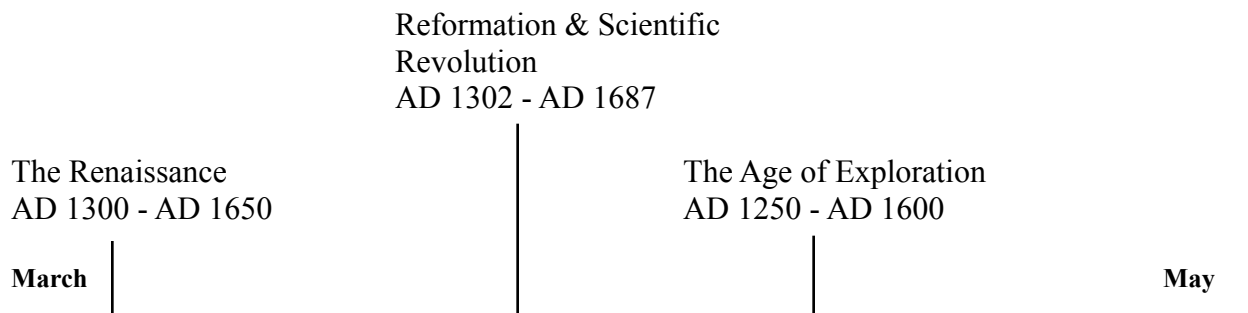 Reformation & Scientific
Revolution
AD 1302 - AD 1687
The Renaissance
AD 1300 - AD 1650
The Age of Exploration
AD 1250 - AD 1600
March
May